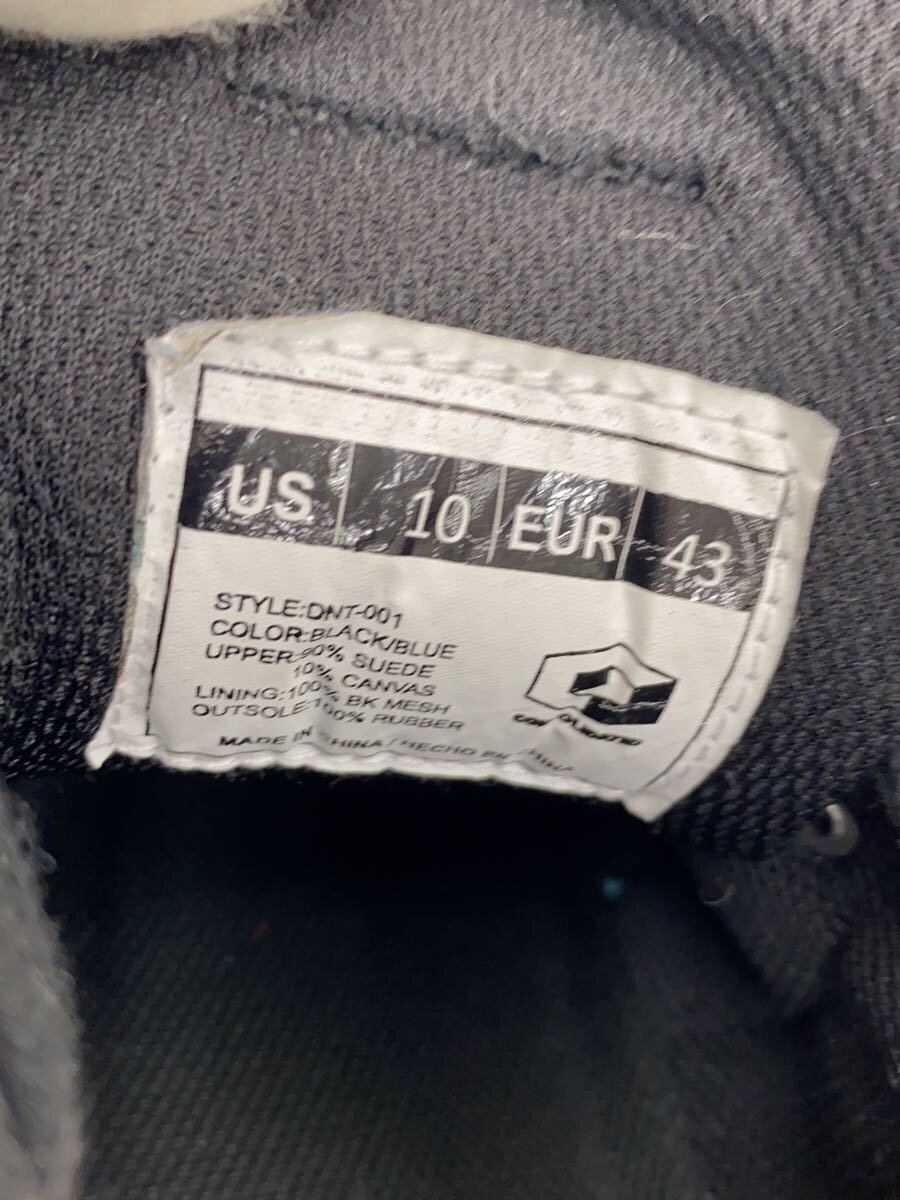 US 10 EUR 43
STYLE:DNT-001
COLOR:BLACK/BLUE
UPPER:90% SUEDE
10% CANVAS
LINING:100% BK MESH
OUTSOLE:100% RUBBER
MADE IN CHINA / HECHO EN CHINA